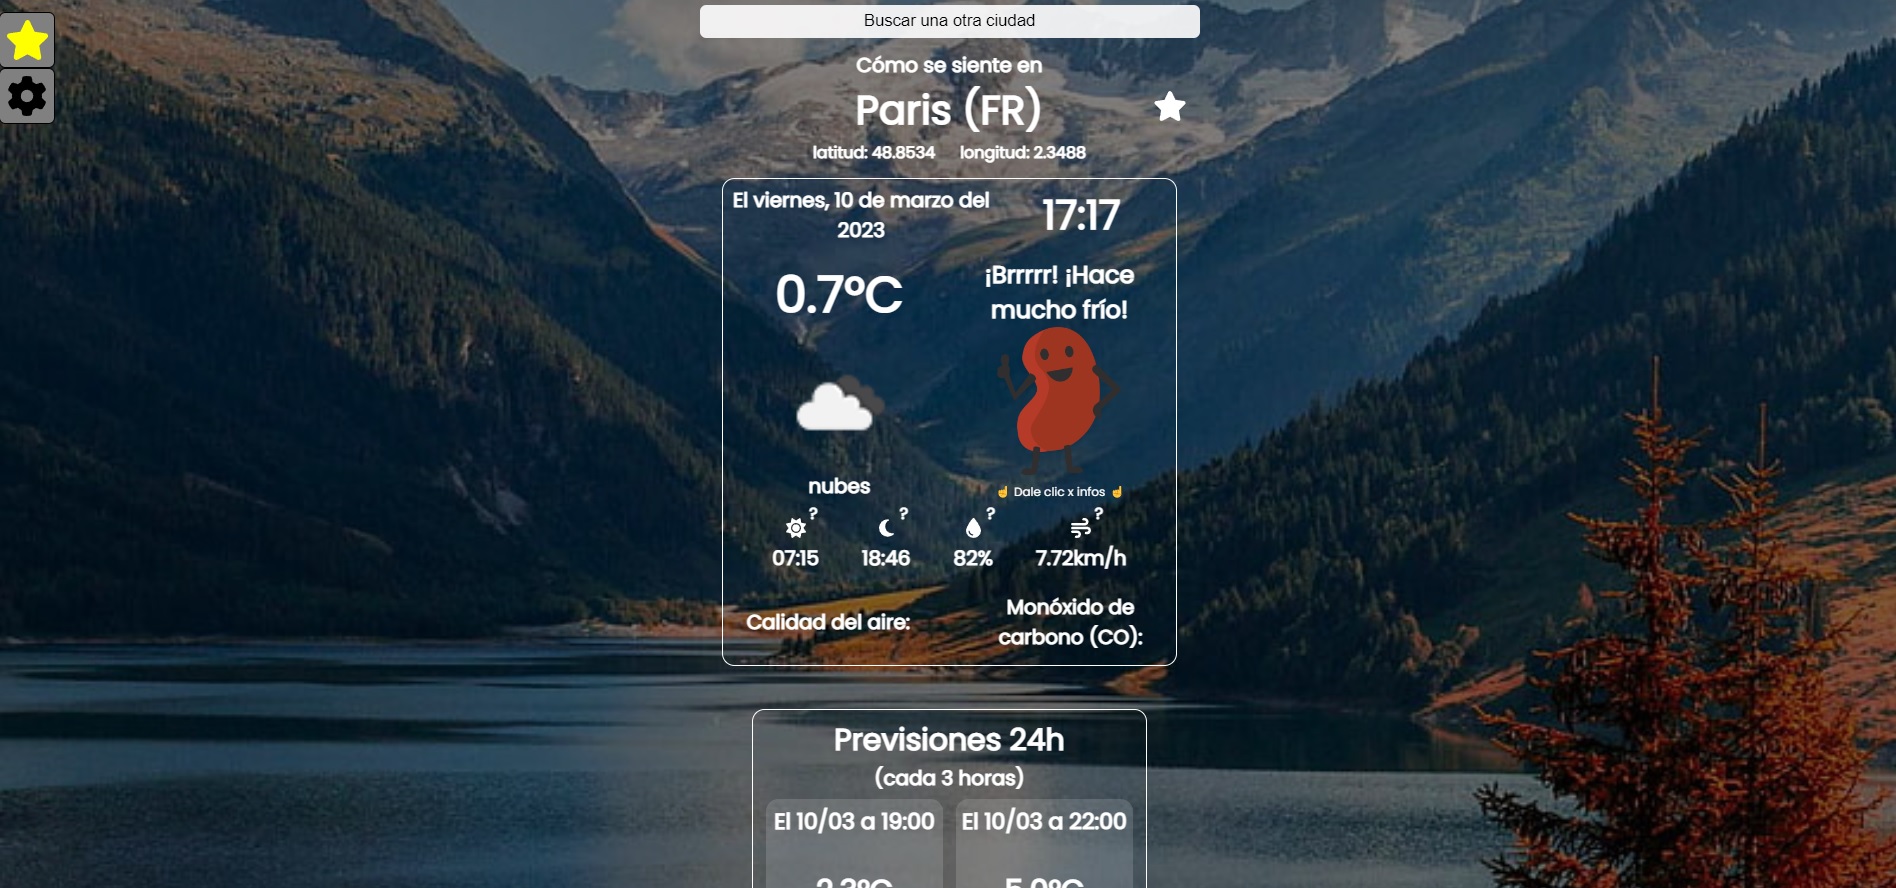 Buscar una otra ciudad
Cómo se siente en
Paris (FR)
latitud: 48.8534 longitud: 2.3488
El viernes, 10 de marzo del
2023
17:17
0.7°C
¡Brrrrr! ¡Hace
mucho frío!
nubes
☝ Dale clic x infos ☝
? ? ? ?
07:15 18:46 82% 7.72km/h
Calidad del aire:
Monóxido de
carbono (CO):
Previsiones 24h
(cada 3 horas)
El 10/03 a 19:00 El 10/03 a 22:00